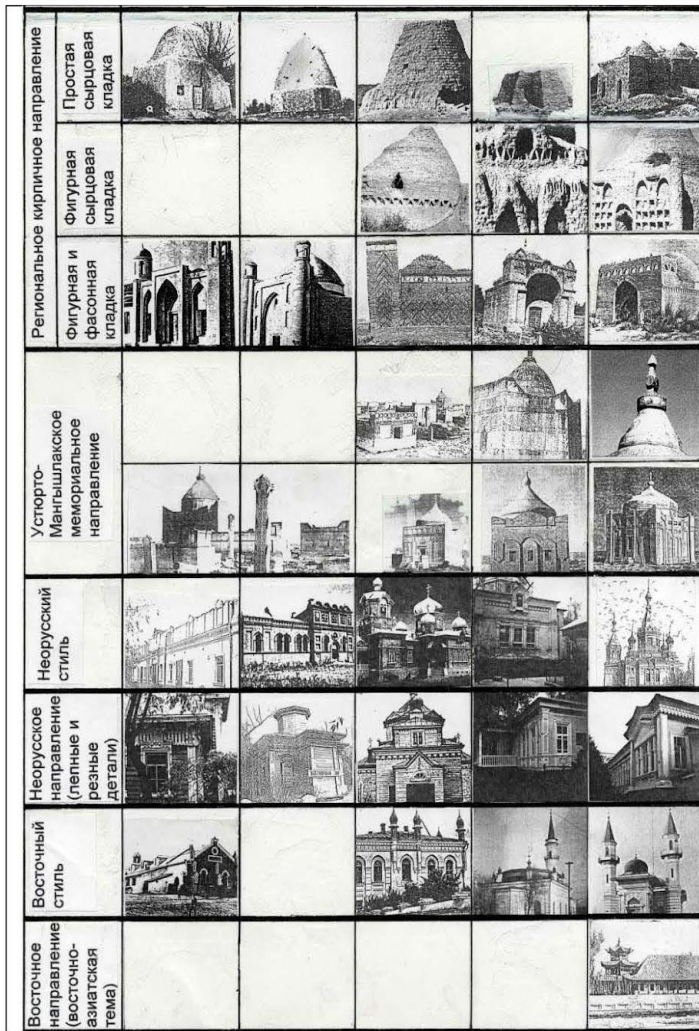 Региональное кирпичное направление
Простая
сырцовая
кладка
Фигурная
сырцовая
кладка
Фигурная и
фасонная
кладка
Устюрто-
Мангышлакское
мемориальное
направление
Неорусский
стиль
Неорусское
направление
(лепные и
резные
детали)
Восточный
стиль
Восточное
направление
(восточно-
азиатская
тема)